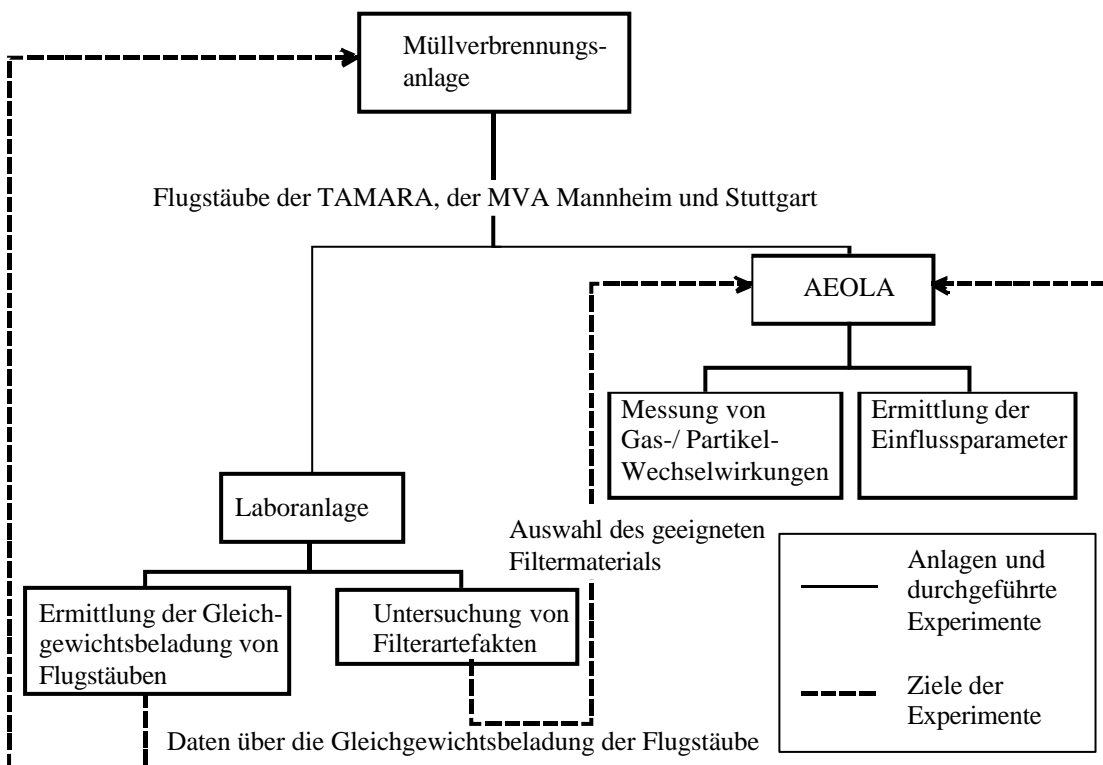 Müllverbrennungs-
anlage
Flugstäube der TAMARA, der MVA Mannheim und Stuttgart
AEOLA
Messung von
Gas-/ Partikel-
Wechselwirkungen
Ermittlung der
Einflussparameter
Laboranlage
Auswahl des geeigneten
Filtermaterials
Ermittlung der Gleich-
gewichtsbeladung von
Flugstäuben
Untersuchung von
Filterartefakten
Anlagen und
durchgeführte
Experimente
Ziele der
Experimente
Daten über die Gleichgewichtsbeladung der Flugstäube